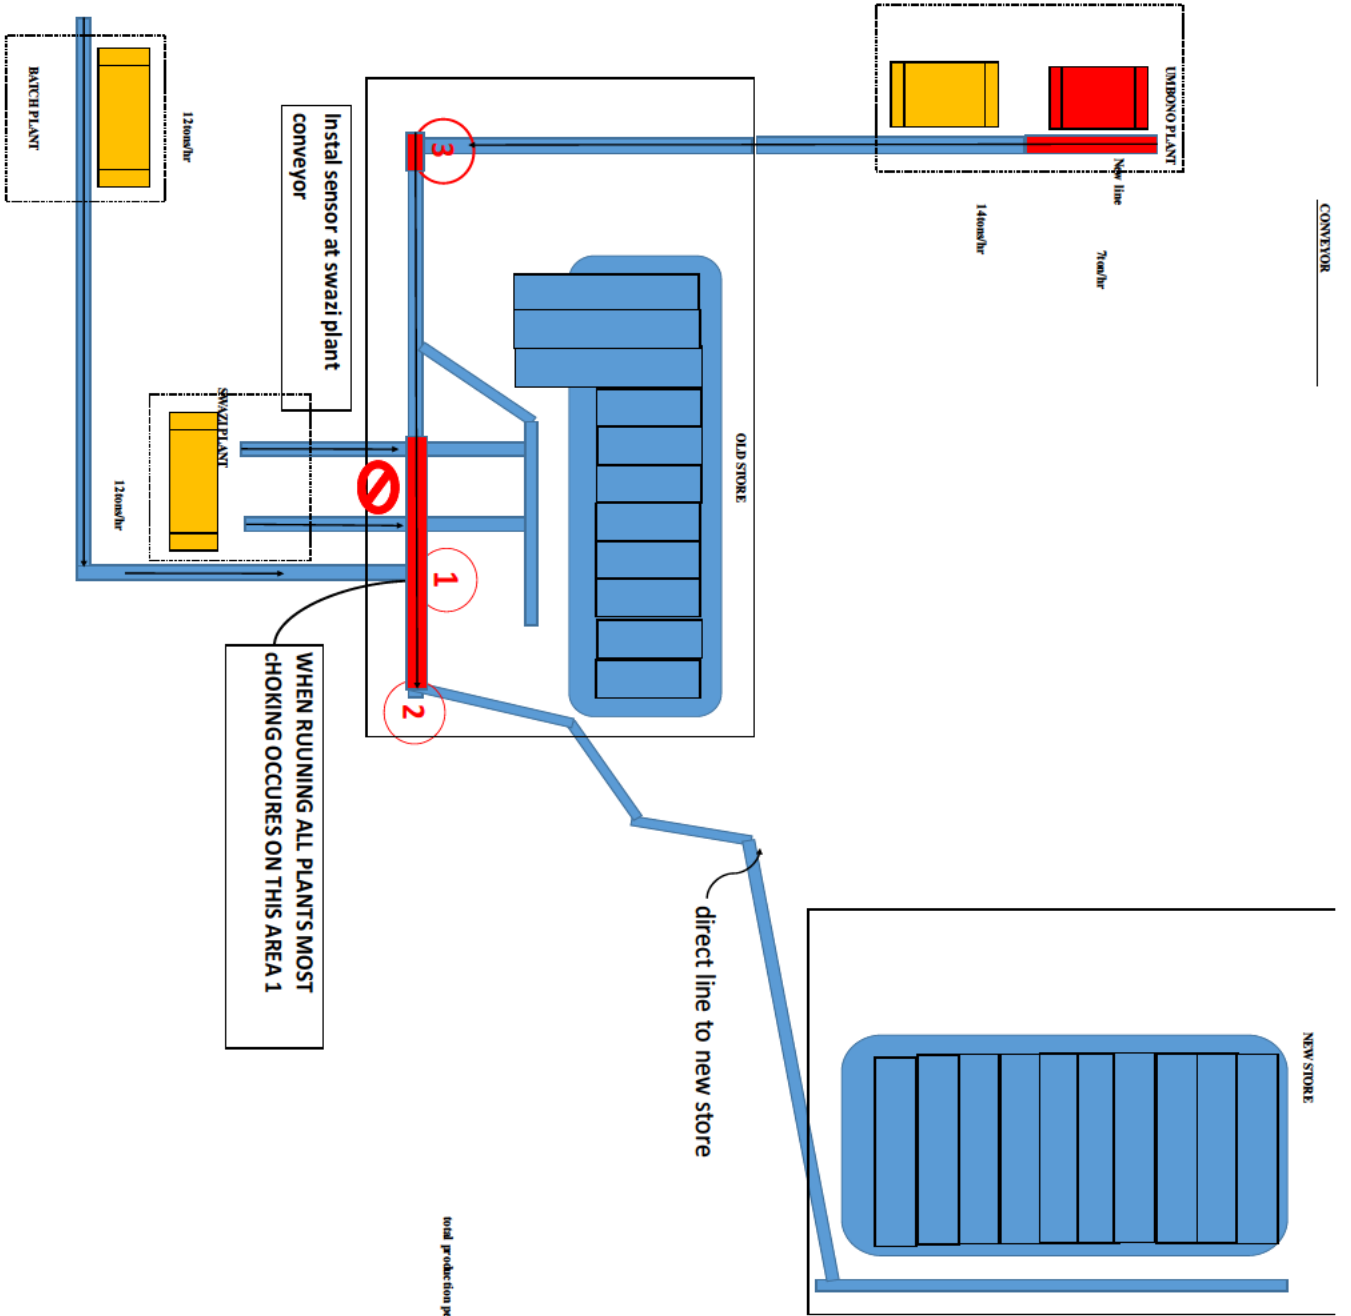 CONVEYOR
UMBONO PLANT
New line
7ton/hr
14tons/hr
OLD STORE
3
Instal sensor at swazi plant
conveyor
12tons/hr
BATCH PLANT
SWAZI PLANT
12tons/hr
1
2
WHEN RUUNING ALL PLANTS MOST
cHOKING OCCURES ON THIS AREA 1
direct line to new store
NEW STORE
total production